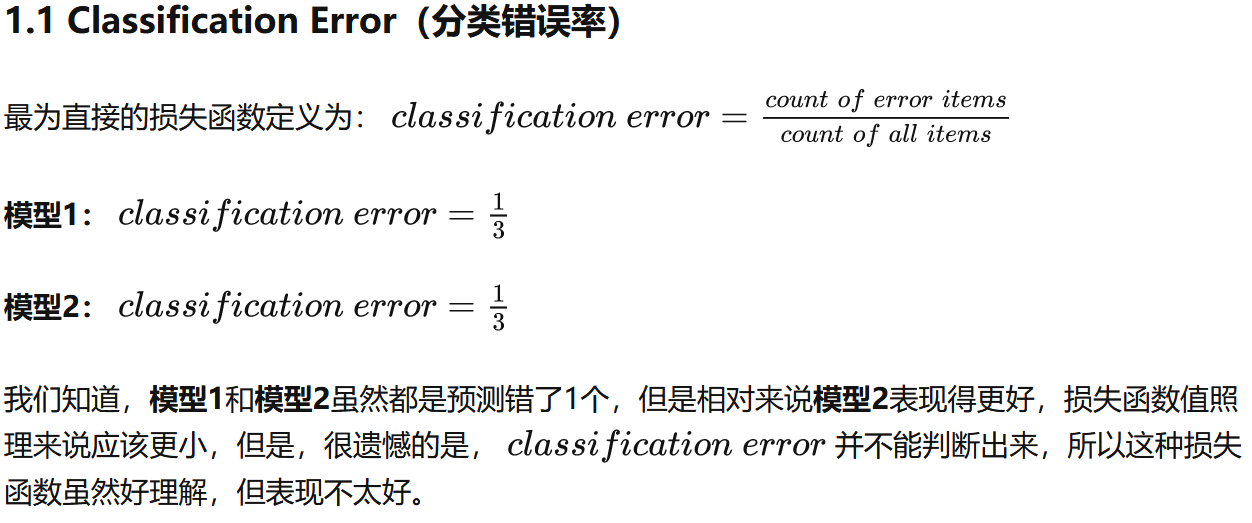 1.1 Classification Error（分类错误率）
最为直接的损失函数定义为： classification error = \frac{count of error items}{count of all items}
模型1： classification error = \frac{1}{3}
模型2： classification error = \frac{1}{3}
我们知道，模型1和模型2虽然都是预测错了1个，但是相对来说模型2表现得更好，损失函数值照
理来说应该更小，但是，很遗憾的是， classification error 并不能判断出来，所以这种损失
函数虽然好理解，但表现不太好。